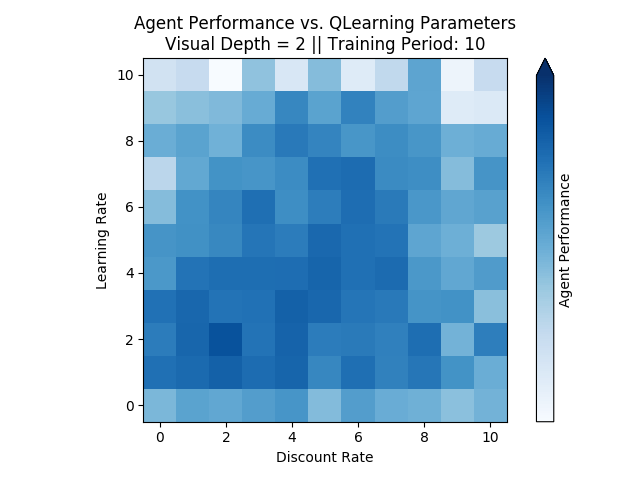 Agent Performance vs. QLearning Parameters
Visual Depth = 2 || Training Period: 10
10
8
6
4
2
0
Learning Rate
0 2 4 6 8 10
Discount Rate
Agent Performance